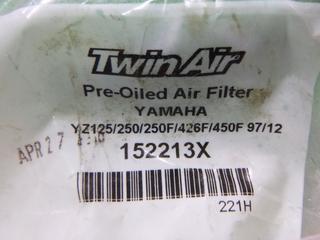 Twin Air
Pre-Oiled Air Filter
YAMAHA
YZ125/250/250F/426F/450F 97/12
APR 27
152213X
221H